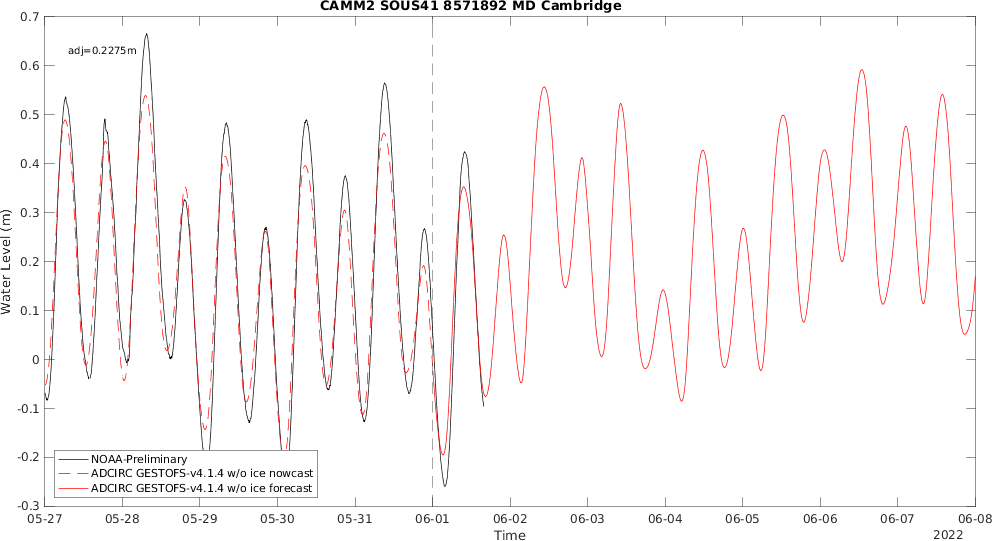 CAMM2 SOUS41 8571892 MD Cambridge
0.7
adj=0.2275m
0.6
0.5
0.4
0.3
0.2
0.1
0
-0.1
-0.2
-0.3
Water Level (m)
NOAA-Preliminary
ADCIRC GESTOFS-v4.1.4 w/o ice nowcast
ADCIRC GESTOFS-v4.1.4 w/o ice forecast
05-27 05-28 05-29 05-30 05-31 06-01 06-02 06-03 06-04 06-05 06-06 06-07 06-08
Time
2022